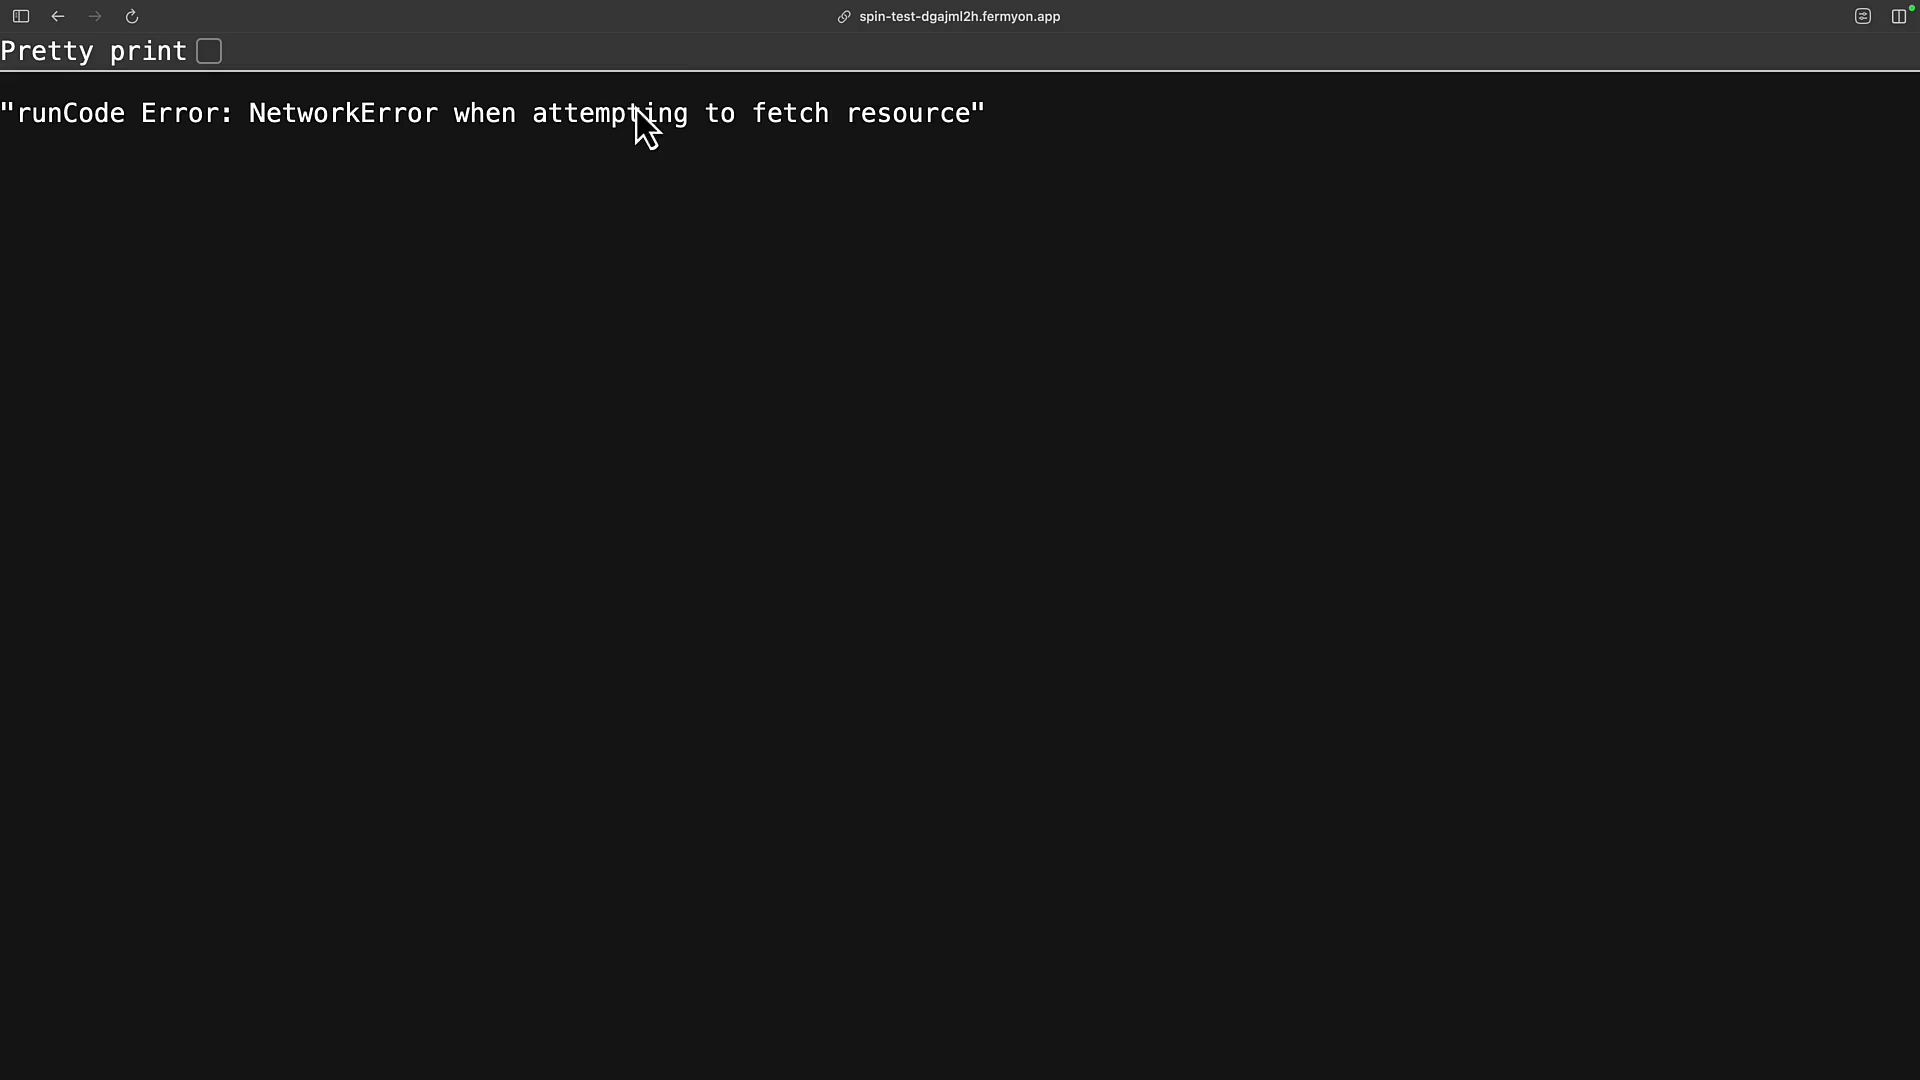 spin-test-dgajml2h.fermyon.app
Pretty print
"runCode Error: NetworkError when attempting to fetch resource"